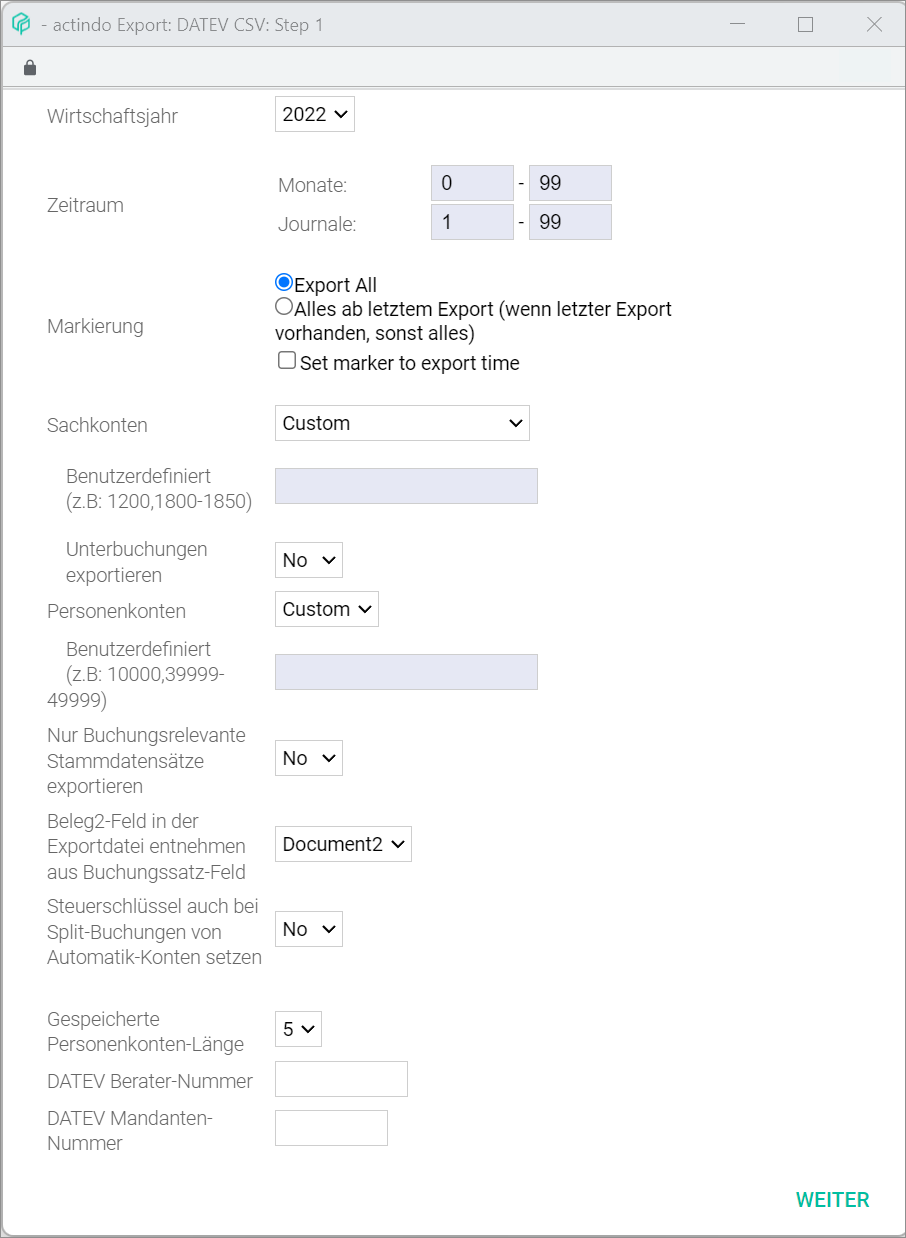 - actindo Export: DATEV CSV: Step 1
Wirtschaftsjahr
2022
Zeitraum
Monate:
0 - 99
Journale:
1 - 99
Markierung
Export All
Alles ab letztem Export (wenn letzter Export
vorhanden, sonst alles)
Set marker to export time
Sachkonten
Custom
Benutzerdefiniert
(z.B: 1200,1800-1850)
Unterbuchungen
exportieren
No
Personenkonten
Custom
Benutzerdefiniert
(z.B: 10000,39999-
49999)
Nur Buchungsrelevante
Stammdatensätze
exportieren
No
Beleg2-Feld in der
Exportdatei entnehmen
aus Buchungssatz-Feld
Document2
Steuerschlüssel auch bei
Split-Buchungen von
Automatik-Konten setzen
No
Gespeicherte
Personenkonten-Länge
5
DATEV Berater-Nummer
DATEV Mandanten-
Nummer
WEITER